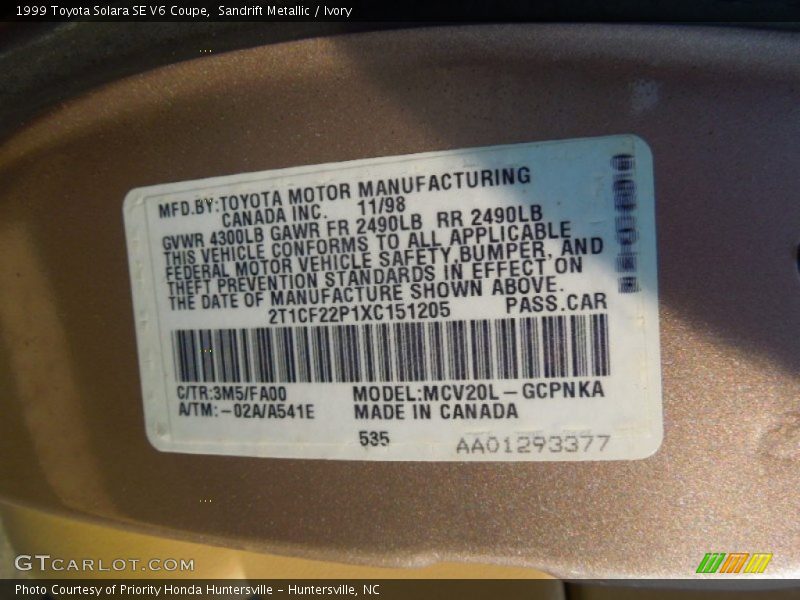 1999 Toyota Solara SE V6 Coupe,  Sandrift Metallic / Ivory
MFD.BY:TOYOTA MOTOR MANUFACTURING
CANADA INC. 11/98
GVWR 4300LB GAWR FR 2490LB RR 2490LB
THIS VEHICLE CONFORMS TO ALL APPLICABLE
FEDERAL MOTOR VEHICLE SAFETY,BUMPER, AND
THEFT PREVENTION STANDARDS IN EFFECT ON
THE DATE OF MANUFACTURE SHOWN ABOVE.
2T1CF22P1XC151205 PASS.CAR
C/TR:3M5/FA00 MODEL:MCV20L-GCPNKA
A/TM:-02A/A541E MADE IN CANADA
535 AA01293377
GTCARLOT.COM
Photo Courtesy of Priority Honda Huntersville - Huntersville, NC